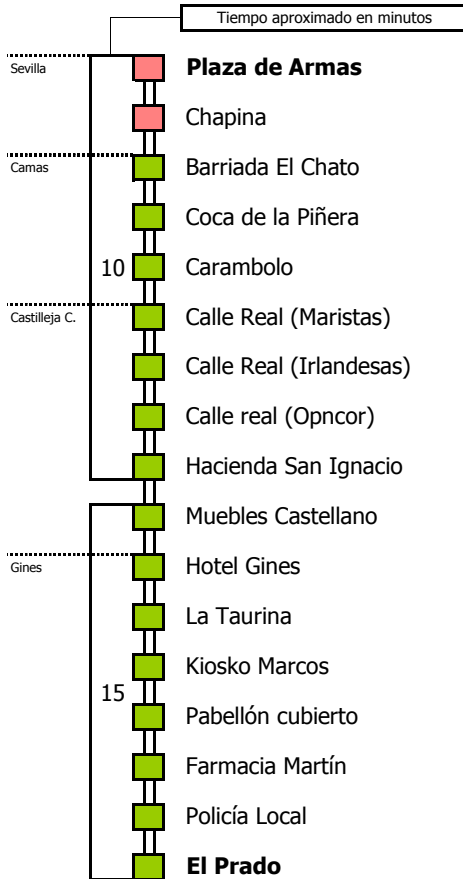 Tiempo aproximado en minutos
Sevilla
Plaza de Armas
Chapina
Camas
Barriada El Chato
Coca de la Piñera
10
Carambolo
Castilleja C.
Calle Real (Maristas)
Calle Real (Irlandesas)
Calle real (Opncor)
Hacienda San Ignacio
Muebles Castellano
Gines
Hotel Gines
La Taurina
Kiosko Marcos
15
Pabellón cubierto
Farmacia Martín
Policía Local
El Prado